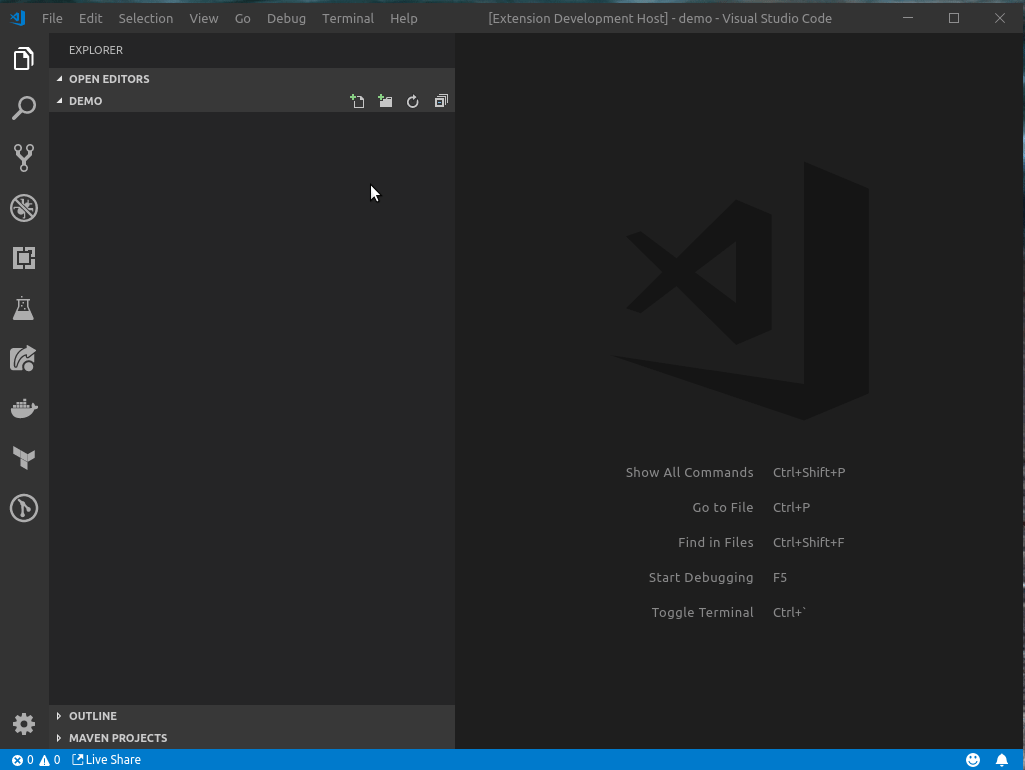 File Edit Selection View Go Debug Terminal Help [Extension Development Host] - demo - Visual Studio Code
EXPLORER
OPEN EDITORS
DEMO
Show All Commands Ctrl+Shift+P
Go to File Ctrl+P
Find in Files Ctrl+Shift+F
Start Debugging F5
Toggle Terminal Ctrl+`
OUTLINE
MAVEN PROJECTS
0 0 Live Share